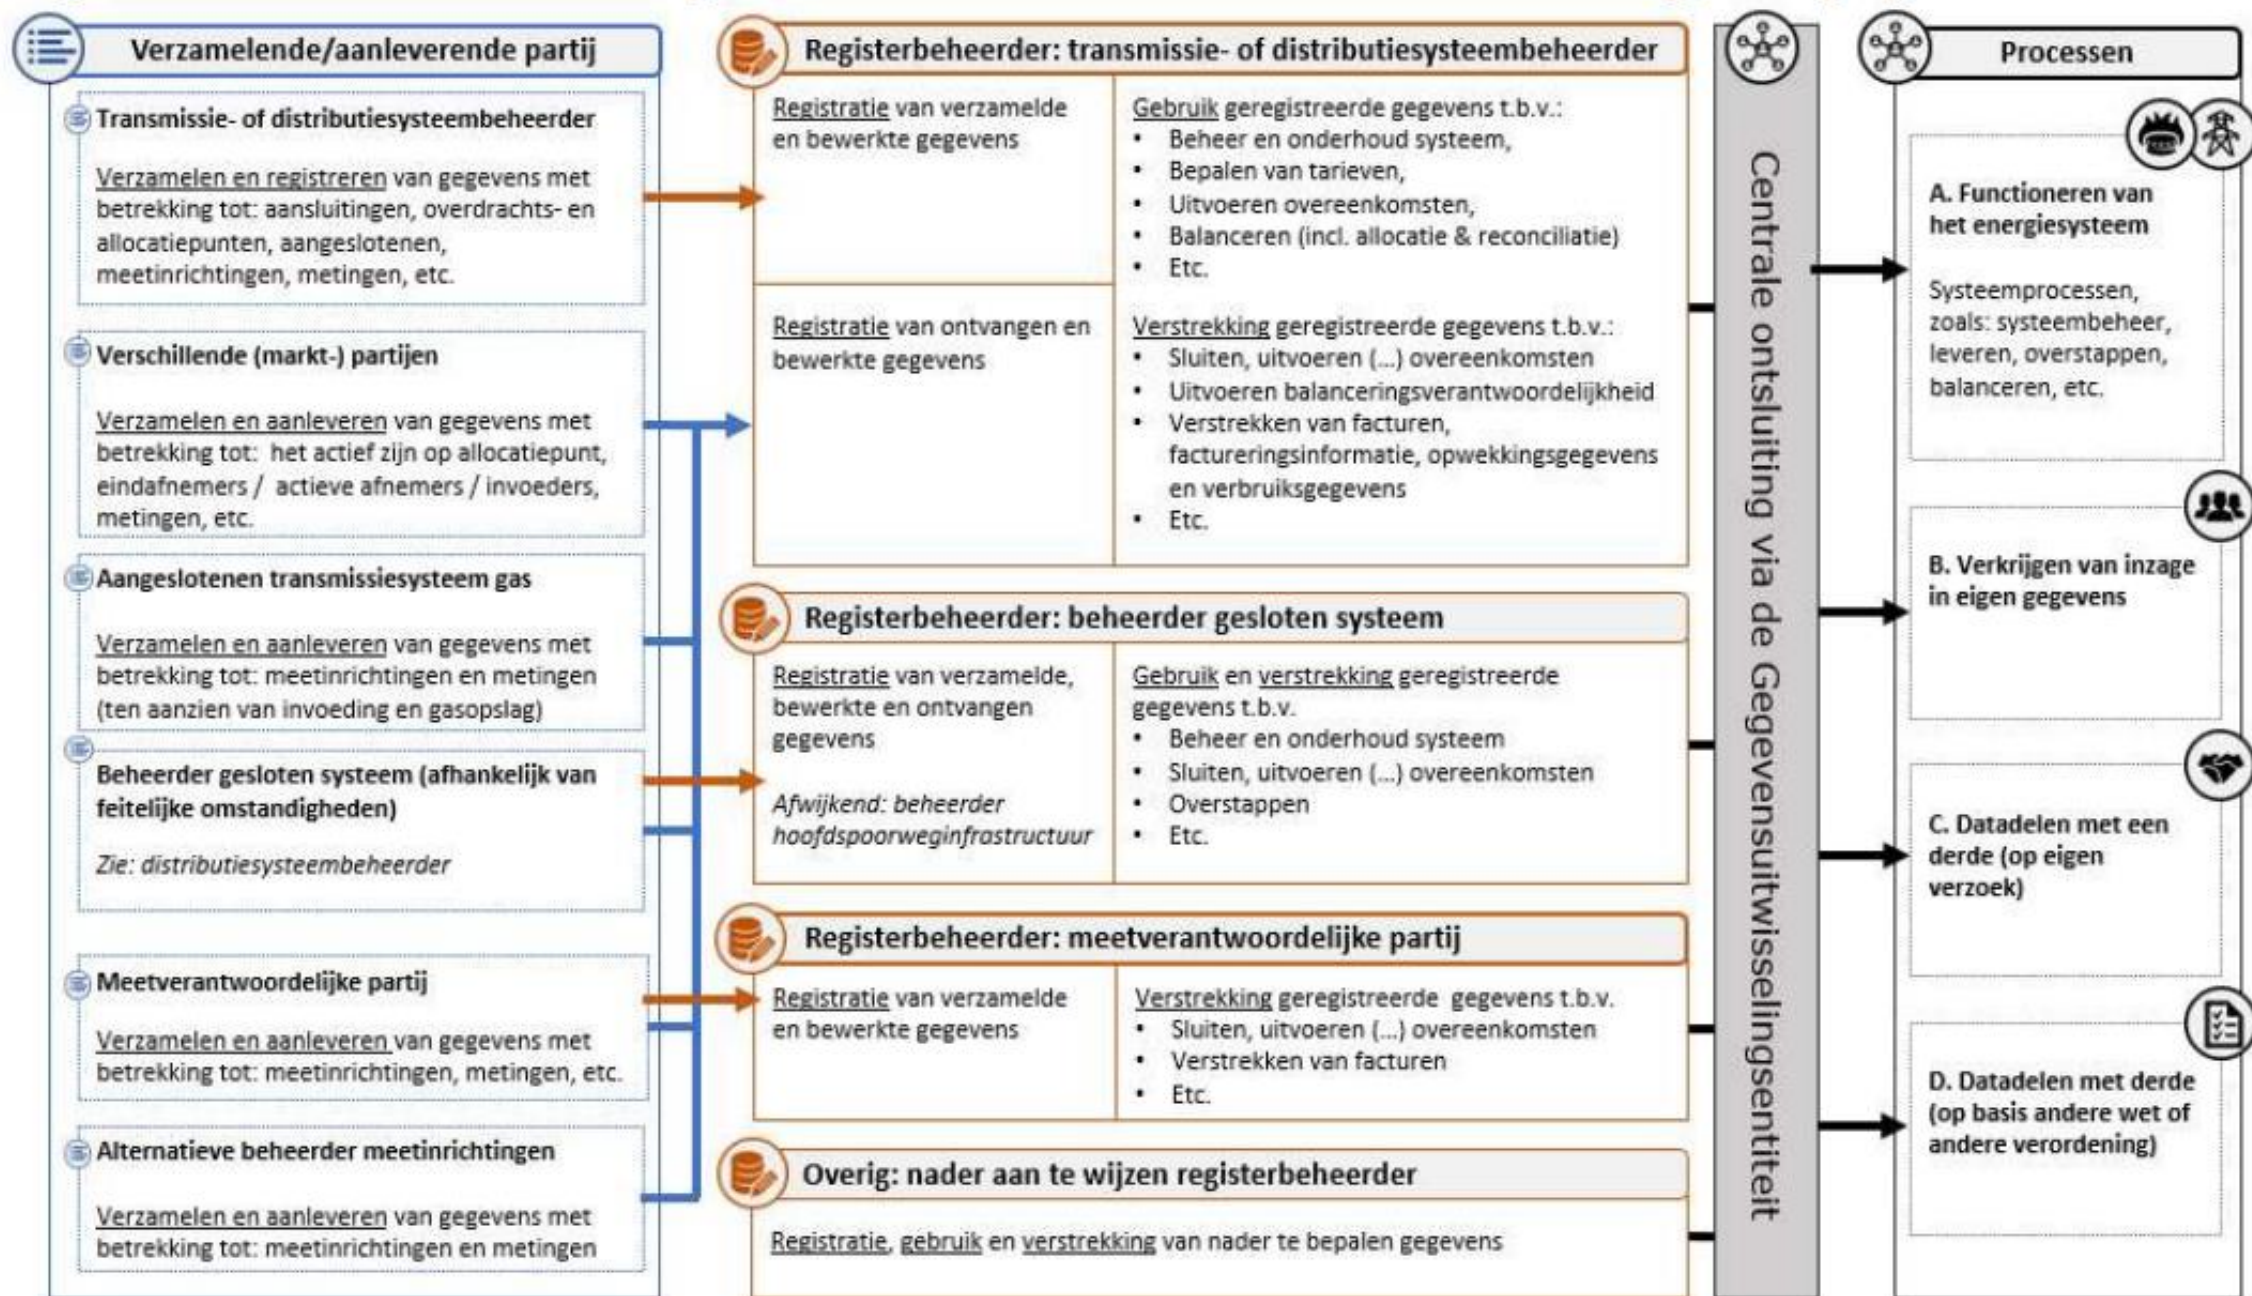 Verzamelende/aanleverende partij
Transmissie- of distributiesysteembeheerder
Verzamelen en registreren van gegevens met
betrekking tot: aansluitingen, overdrachts- en
allocatiepunten, aangeslotenen,
meetinrichtingen, metingen, etc.
Verschillende (markt-) partijen
Verzamelen en aanleveren van gegevens met
betrekking tot: het actief zijn op allocatiepunt,
eindafnemers / actieve afnemers / invoeders,
metingen, etc.
Aangeslotenen transmissiesysteem gas
Verzamelen en aanleveren van gegevens met
betrekking tot: meetinrichtingen en metingen
(ten aanzien van invoeding en gasopslag)
Beheerder gesloten systeem (afhankelijk van
feitelijke omstandigheden)
Zie: distributiesysteembeheerder
Meetverantwoordelijke partij
Verzamelen en aanleveren van gegevens met
betrekking tot: meetinrichtingen, metingen, etc.
Alternatieve beheerder meetinrichtingen
Verzamelen en aanleveren van gegevens met
betrekking tot: meetinrichtingen en metingen
Registerbeheerder: transmissie- of distributiesysteembeheerder
Registratie van verzamelde
en bewerkte gegevens
Registratie van ontvangen en
bewerkte gegevens
Gebruik geregistreerde gegevens t.b.v.:
• Beheer en onderhoud systeem,
• Bepalen van tarieven,
• Uitvoeren overeenkomsten,
• Balanceren (incl. allocatie & reconciliatie)
• Etc.
Verstrekking geregistreerde gegevens t.b.v.:
• Sluiten, uitvoeren (...) overeenkomsten
• Uitvoeren balanceringsverantwoordelijkheid
• Verstrekken van facturen,
factureringsinformatie, opwekkingsgegevens
en verbruiksgegevens
• Etc.
Registerbeheerder: beheerder gesloten systeem
Registratie van verzamelde,
bewerkte en ontvangen
gegevens
Afwijkend: beheerder
hoofdspoorweginfrastructuur
Gebruik en verstrekking geregistreerde
gegevens t.b.v.
• Beheer en onderhoud systeem
• Sluiten, uitvoeren (...) overeenkomsten
• Overstappen
• Etc.
Registerbeheerder: meetverantwoordelijke partij
Registratie van verzamelde
en bewerkte gegevens
Verstrekking geregistreerde gegevens t.b.v.
• Sluiten, uitvoeren (...) overeenkomsten
• Verstrekken van facturen
• Etc.
Overig: nader aan te wijzen registerbeheerder
Registratie, gebruik en verstrekking van nader te bepalen gegevens
Centrale ontsluiting via de Gegevensuitwisselingsentiteit
Processen
A. Functioneren van
het energiesysteem
Systeemprocessen,
zoals: systeembeheer,
leveren, overstappen,
balanceren, etc.
B. Verkrijgen van inzage
in eigen gegevens
C. Datadelen met een
derde (op eigen
verzoek)
D. Datadelen met derde
(op basis andere wet of
andere verordening)